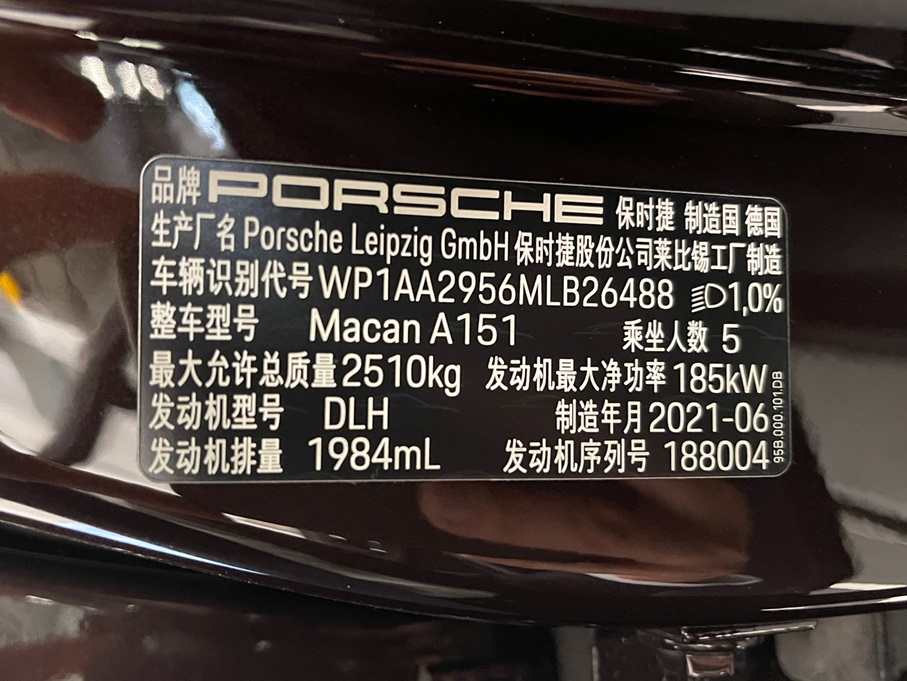 品牌 PORSCHE 保时捷 制造国 德国
生产厂名 Porsche Leipzig GmbH 保时捷股份公司莱比锡工厂制造
车辆识别代号 WP1AA2956MLB26488 1,0%
整车型号 Macan A151 乘坐人数 5
最大允许总质量 2510kg 发动机最大净功率 185kW
发动机型号 DLH 制造年月 2021-06
发动机排量 1984mL 发动机序列号 188004
95B.000.101.DB